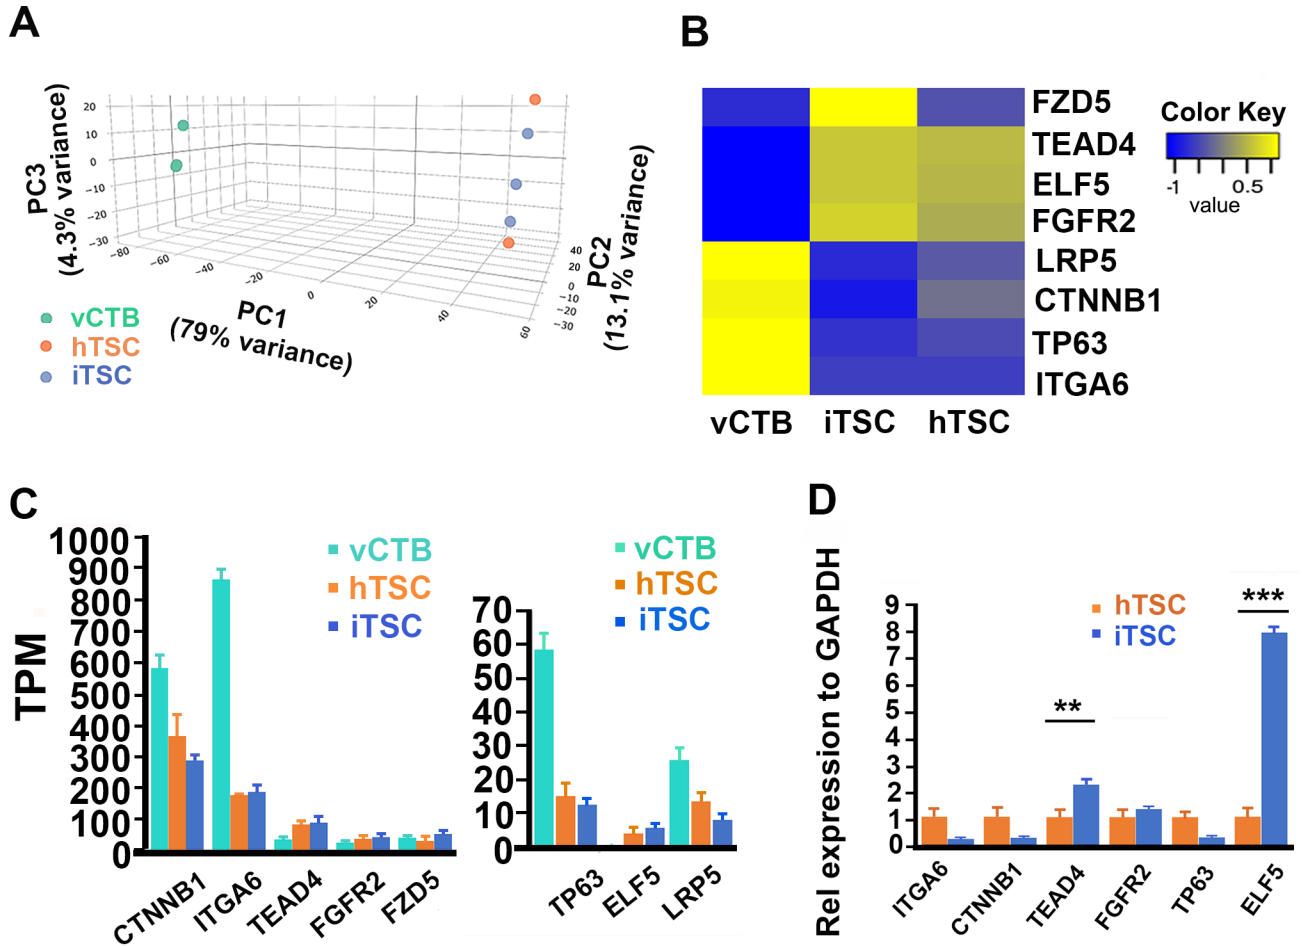 A
20
10
0
−10
−20
−30
PC3
(4.3% variance)
−80
−60
−40
−20
0
20
40
60
PC1
(79% variance)
40
20
0
−10
−20
−30
PC2
(13.1% variance)
vCTB
hTSC
iTSC
B
FZD5
TEAD4
ELF5
FGFR2
LRP5
CTNNB1
TP63
ITGA6
vCTB iTSC hTSC
Color Key
-1 0.5
value
C
TPM
1000
900
800
700
600
500
400
300
200
100
0
vCTB
hTSC
iTSC
CTNNB1
ITGA6
TEAD4
FGFR2
FZD5
70
60
50
40
30
20
10
0
vCTB
hTSC
iTSC
TP63
ELF5
LRP5
D
Rel expression to GAPDH
9
8
7
6
5
4
3
2
1
0
hTSC
iTSC
**
***
ITGA6
CTNNB1
TEAD4
FGFR2
TP63
ELF5